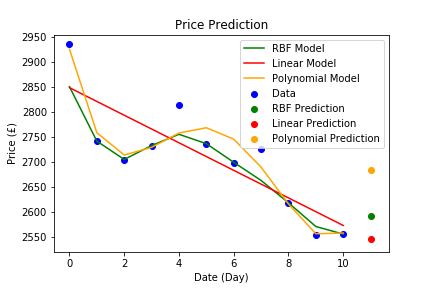 Price Prediction
2950
2900
2850
2800
2750
2700
2650
2600
2550
Price (£)
RBF Model
Linear Model
Polynomial Model
Data
RBF Prediction
Linear Prediction
Polynomial Prediction
0 2 4 6 8 10
Date (Day)